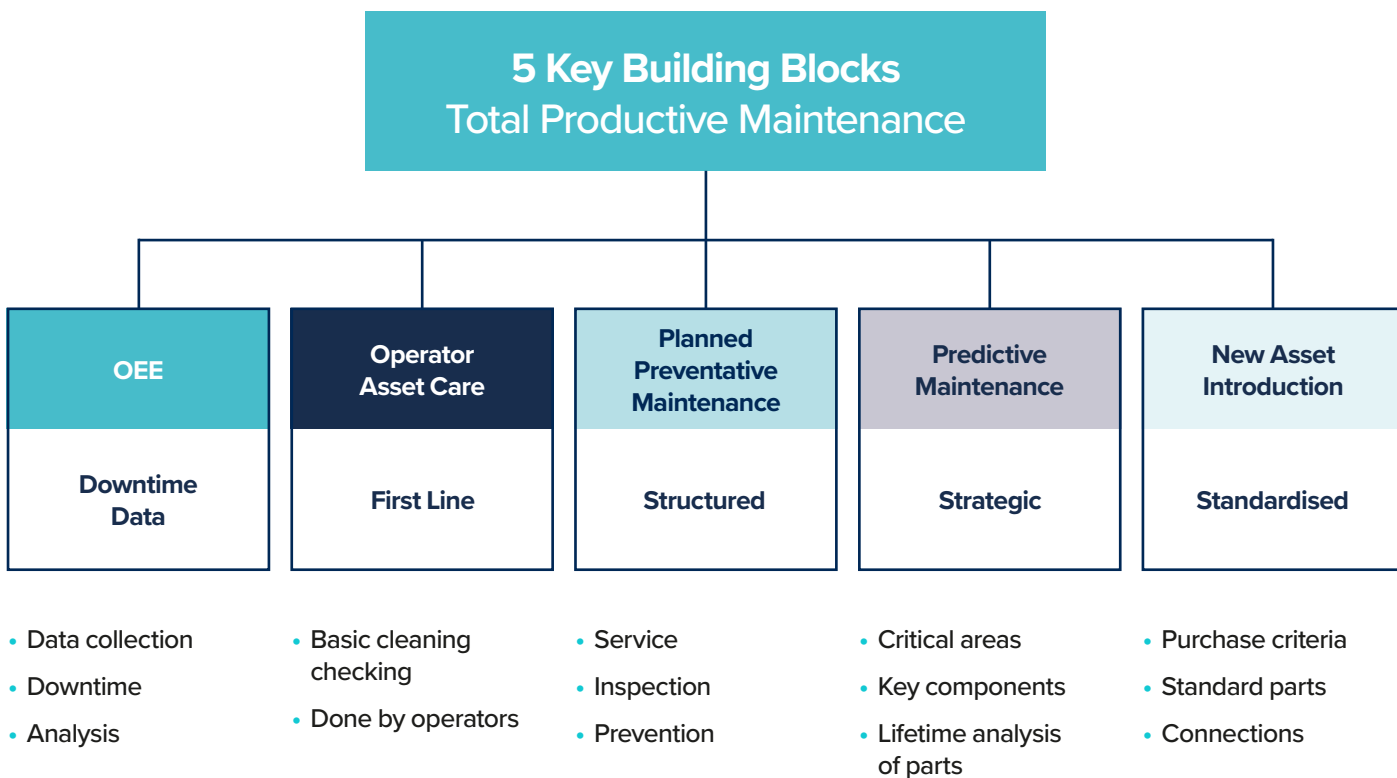 5 Key Building Blocks
Total Productive Maintenance
OEE
Downtime
Data
• Data collection
• Downtime
• Analysis
Operator
Asset Care
First Line
• Basic cleaning
checking
• Done by operators
Planned
Preventative
Maintenance
Structured
• Service
• Inspection
• Prevention
Predictive
Maintenance
Strategic
• Critical areas
• Key components
• Lifetime analysis
of parts
New Asset
Introduction
Standardised
• Purchase criteria
• Standard parts
• Connections